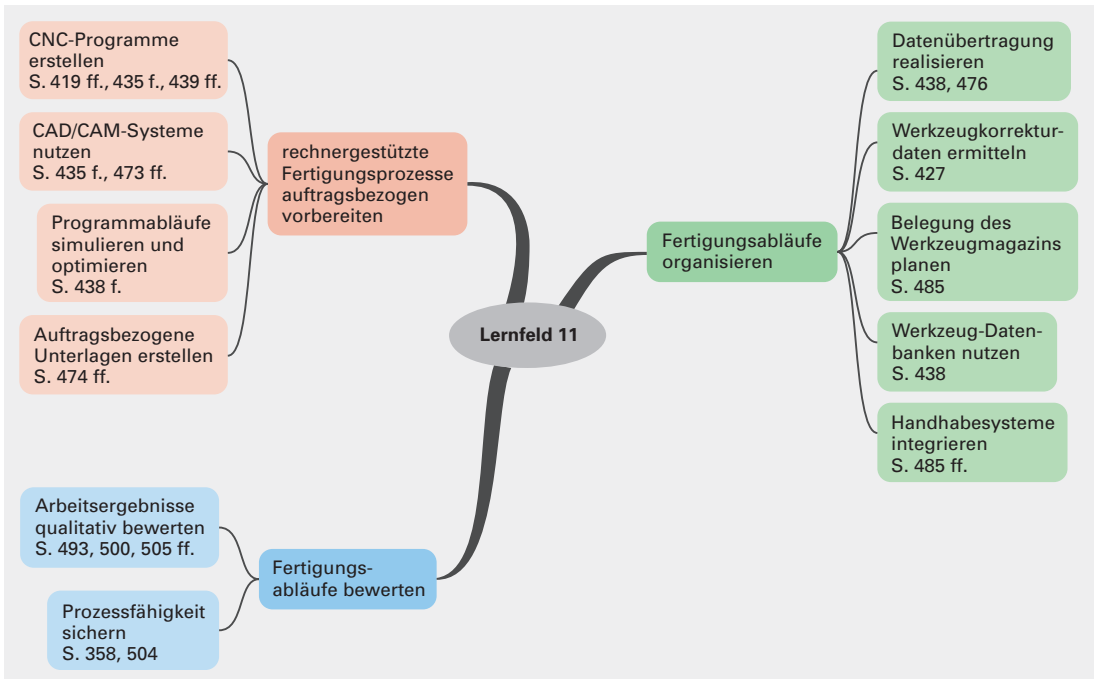 CNC-Programme
erstellen
S. 419 ff., 435 f., 439 ff.
CAD/CAM-Systeme
nutzen
S. 435 f., 473 ff.
Programmabläufe
simulieren und
optimieren
S. 438 f.
Auftragsbezogene
Unterlagen erstellen
S. 474 ff.
rechnergestützte
Fertigungsprozesse
auftragsbezogen
vorbereiten
Lernfeld 11
Fertigungsabläufe
organisieren
Datenübertragung
realisieren
S. 438, 476
Werkzeugkorrektur-
daten ermitteln
S. 427
Belegung des
Werkzeugmagazins
planen
S. 485
Werkzeug-Daten-
banken nutzen
S. 438
Handhabesysteme
integrieren
S. 485 ff.
Arbeitsergebnisse
qualitativ bewerten
S. 493, 500, 505 ff.
Prozessfähigkeit
sichern
S. 358, 504
Fertigungs-
abläufe bewerten